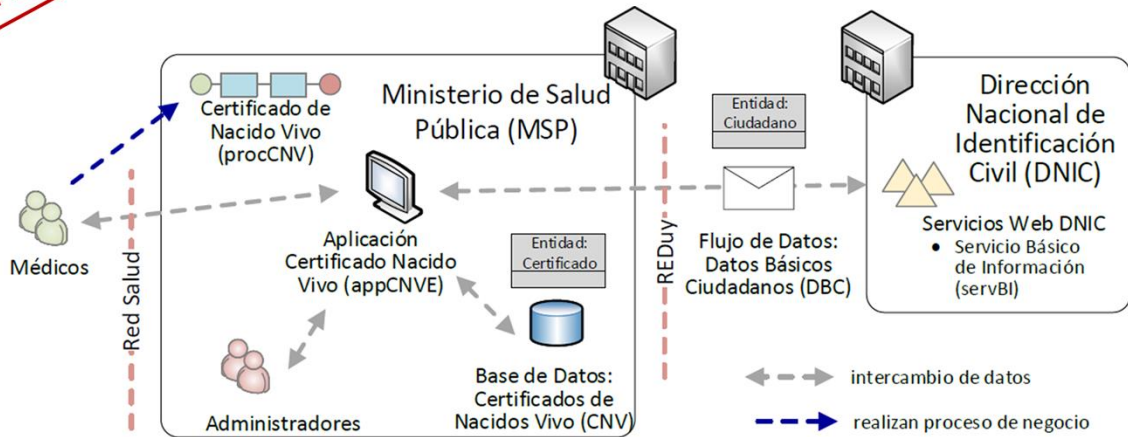 Certificado de
Nacido Vivo
(procCNV)
Ministerio de Salud
Pública (MSP)
Entidad:
Ciudadano
Dirección
Nacional de
Identificación
Civil (DNIC)
Médicos
Red Salud
Aplicación
Certificado Nacido
Vivo (appCNVE)
Entidad:
Certificado
REDuy
Flujo de Datos:
Datos Básicos
Ciudadanos (DBC)
Servicios Web DNIC
• Servicio Básico
de Información
(servBI)
Administradores
Base de Datos:
Certificados de
Nacidos Vivo (CNV)
intercambio de datos
realizan proceso de negocio